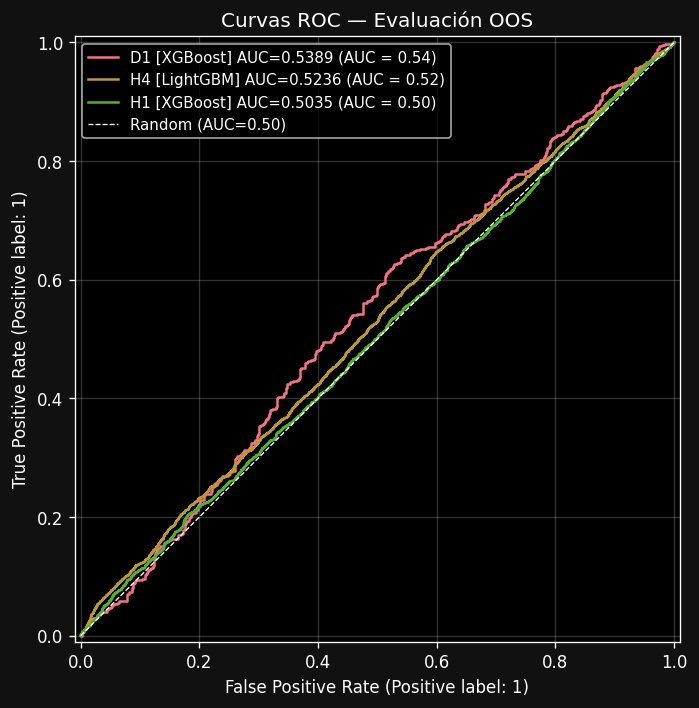 Curvas ROC — Evaluación OOS
D1 [XGBoost] AUC=0.5389 (AUC = 0.54)
H4 [LightGBM] AUC=0.5236 (AUC = 0.52)
H1 [XGBoost] AUC=0.5035 (AUC = 0.50)
Random (AUC=0.50)
True Positive Rate (Positive label: 1)
1.0
0.8
0.6
0.4
0.2
0.0
0.0 0.2 0.4 0.6 0.8 1.0
False Positive Rate (Positive label: 1)